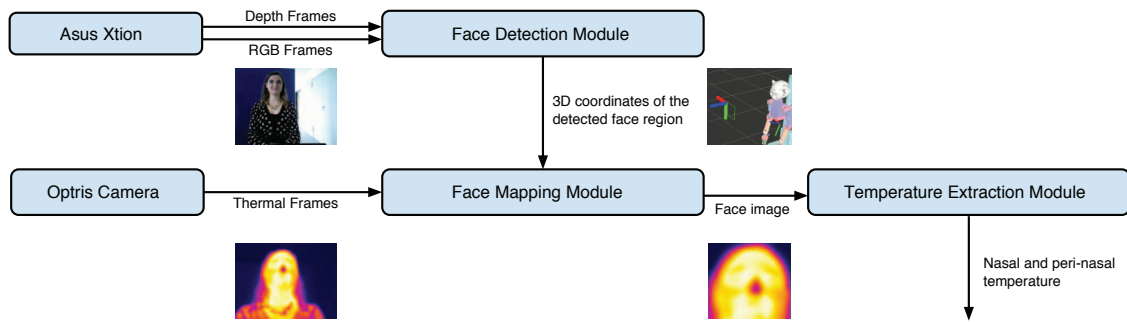 Depth Frames
Asus Xtion
Face Detection Module
RGB Frames
3D coordinates of the
detected face region
Optris Camera
Face Mapping Module
Temperature Extraction Module
Thermal Frames
Face image
Nasal and peri-nasal
temperature